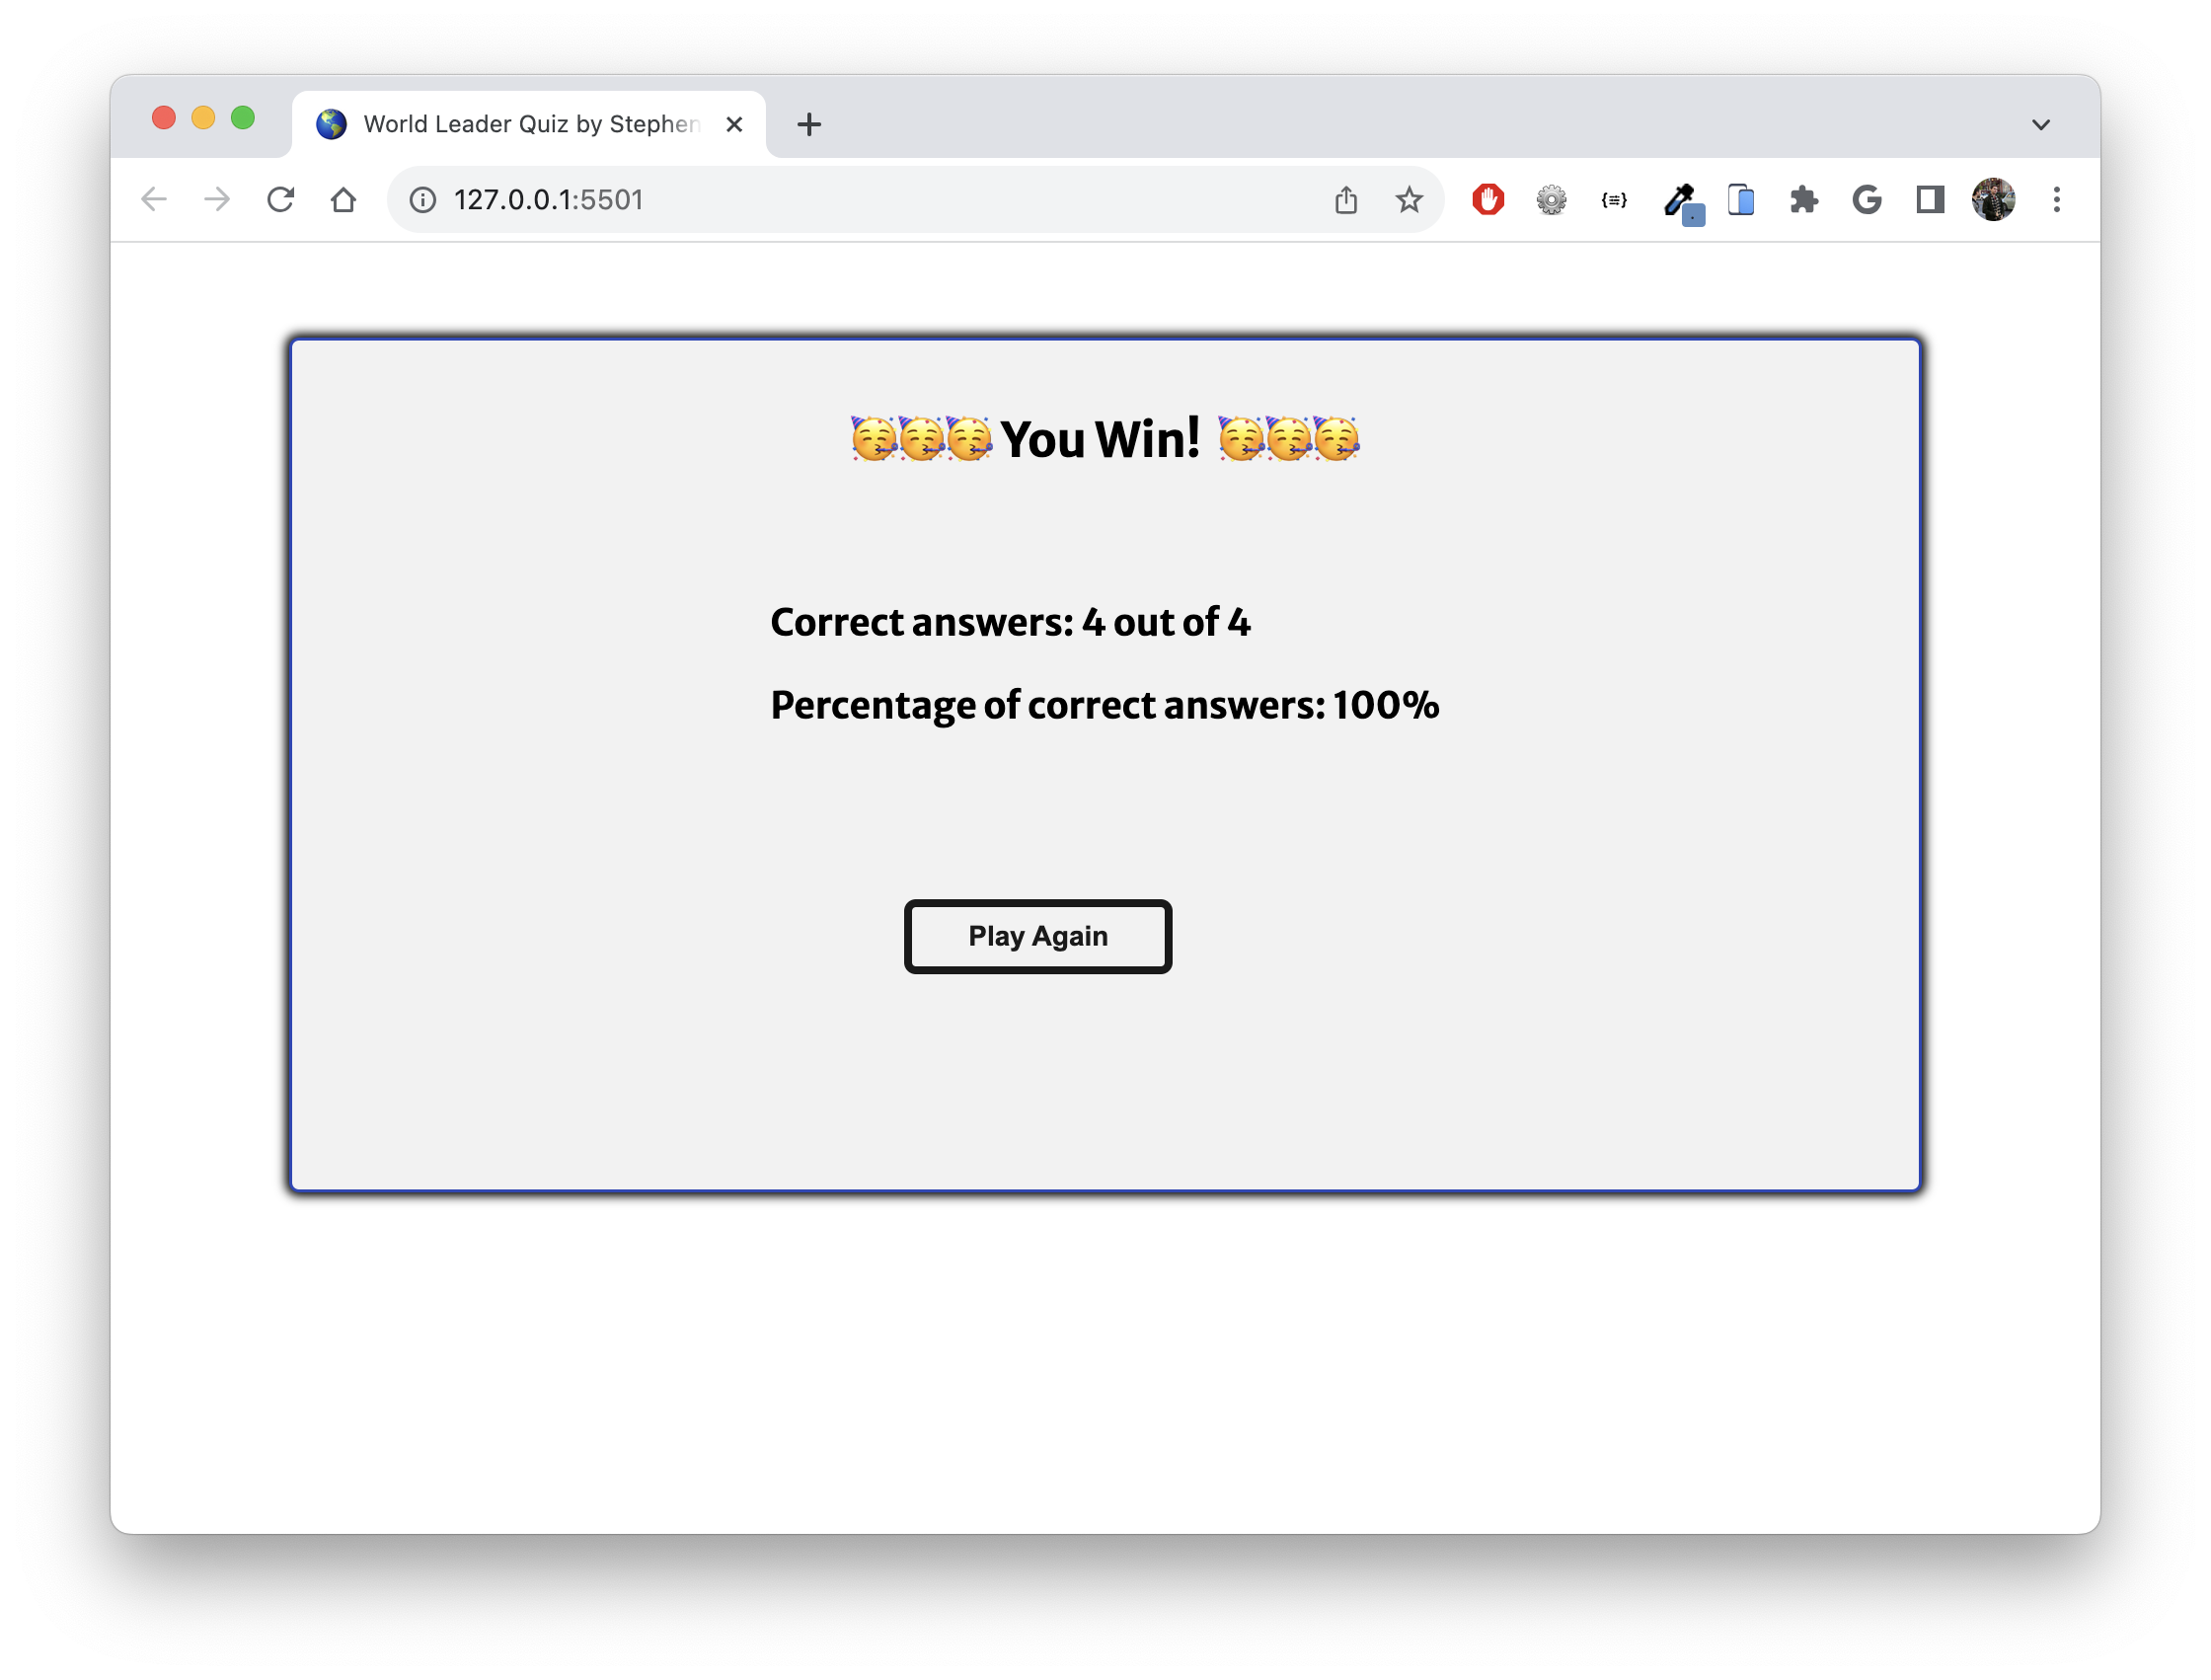 World Leader Quiz by Stephen
127.0.0.1:5501
🥳🥳🥳 You Win! 🥳🥳🥳
Correct answers: 4 out of 4
Percentage of correct answers: 100%
Play Again